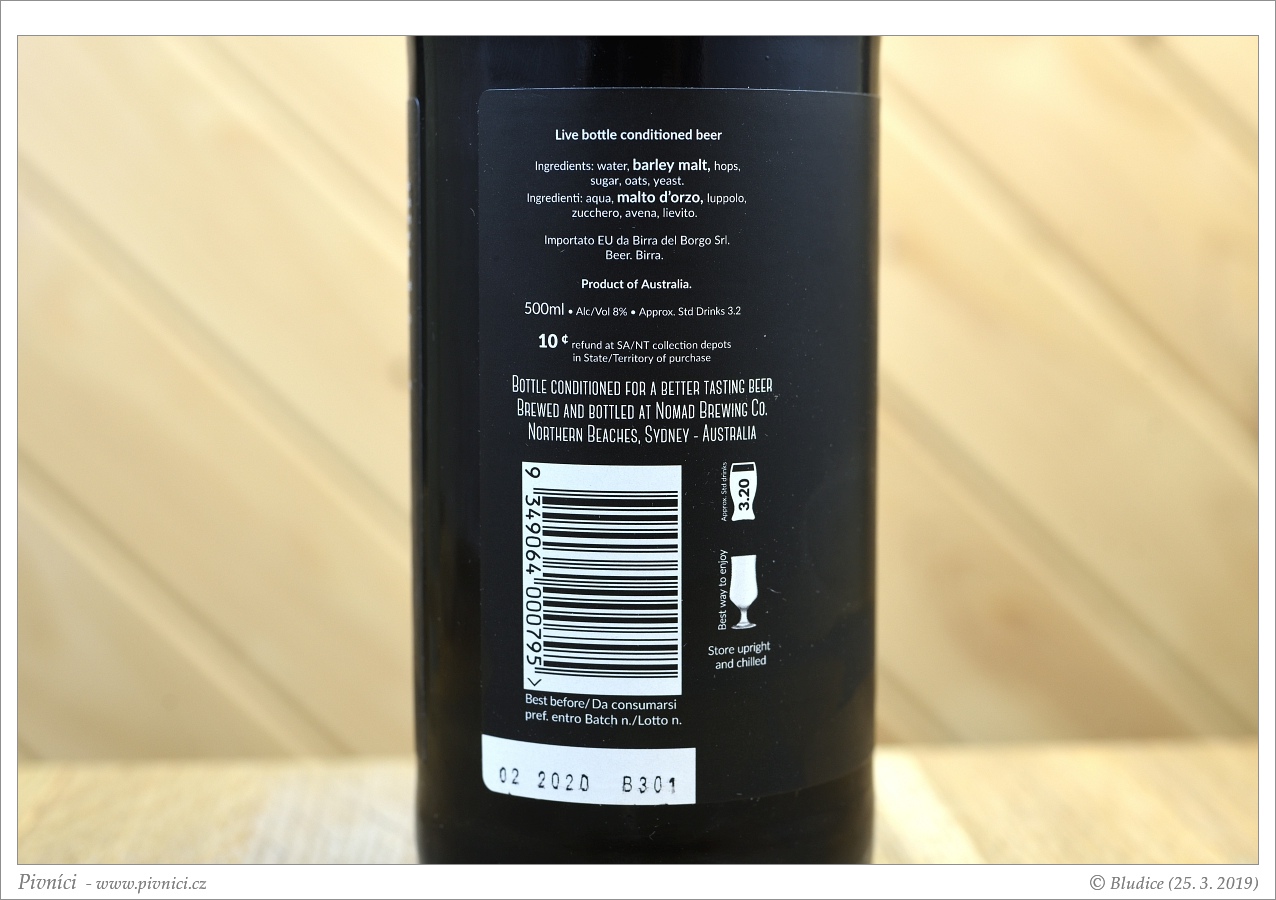 Live bottle conditioned beer
Ingredients: water, barley malt, hops,
sugar, oats, yeast.
Ingredienti: aqua, malto d'orzo, luppolo,
zucchero, avena, lievito.
Importato EU da Birra del Borgo Srl.
Beer. Birra.
Product of Australia.
500ml • Alc/Vol 8% • Approx. Std Drinks 3.2
10 ¢ refund at SA/NT collection depots
in State/Territory of purchase
Bottle conditioned for a better tasting beer
Brewed and bottled at Nomad Brewing Co.
Northern Beaches, Sydney - Australia
9 349064 000795 >
Approx. Std drinks
3.20
Best way to enjoy
Store upright
and chilled
Best before/ Da consumarsi
pref. entro Batch n./Lotto n.
02 2020 B301
Pivníci - www.pivnici.cz
© Bludice (25. 3. 2019)